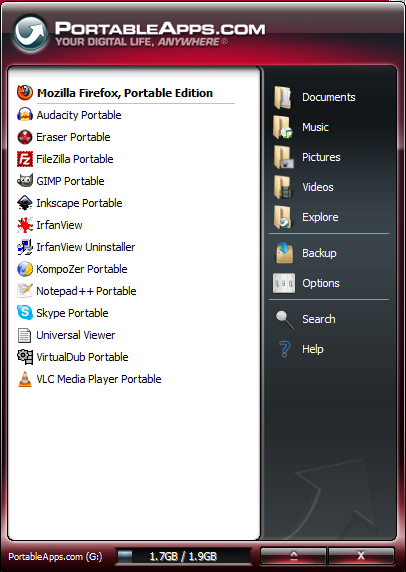 PORTABLEAPPS.COM
YOUR DIGITAL LIFE, ANYWHERE®
Mozilla Firefox, Portable Edition
Audacity Portable
Eraser Portable
FileZilla Portable
GIMP Portable
Inkscape Portable
IrfanView
IrfanView Uninstaller
KompoZer Portable
Notepad++ Portable
Skype Portable
Universal Viewer
VirtualDub Portable
VLC Media Player Portable
Documents
Music
Pictures
Videos
Explore
Backup
Options
Search
Help
PortableApps.com (G:)
1.7GB / 1.9GB
X